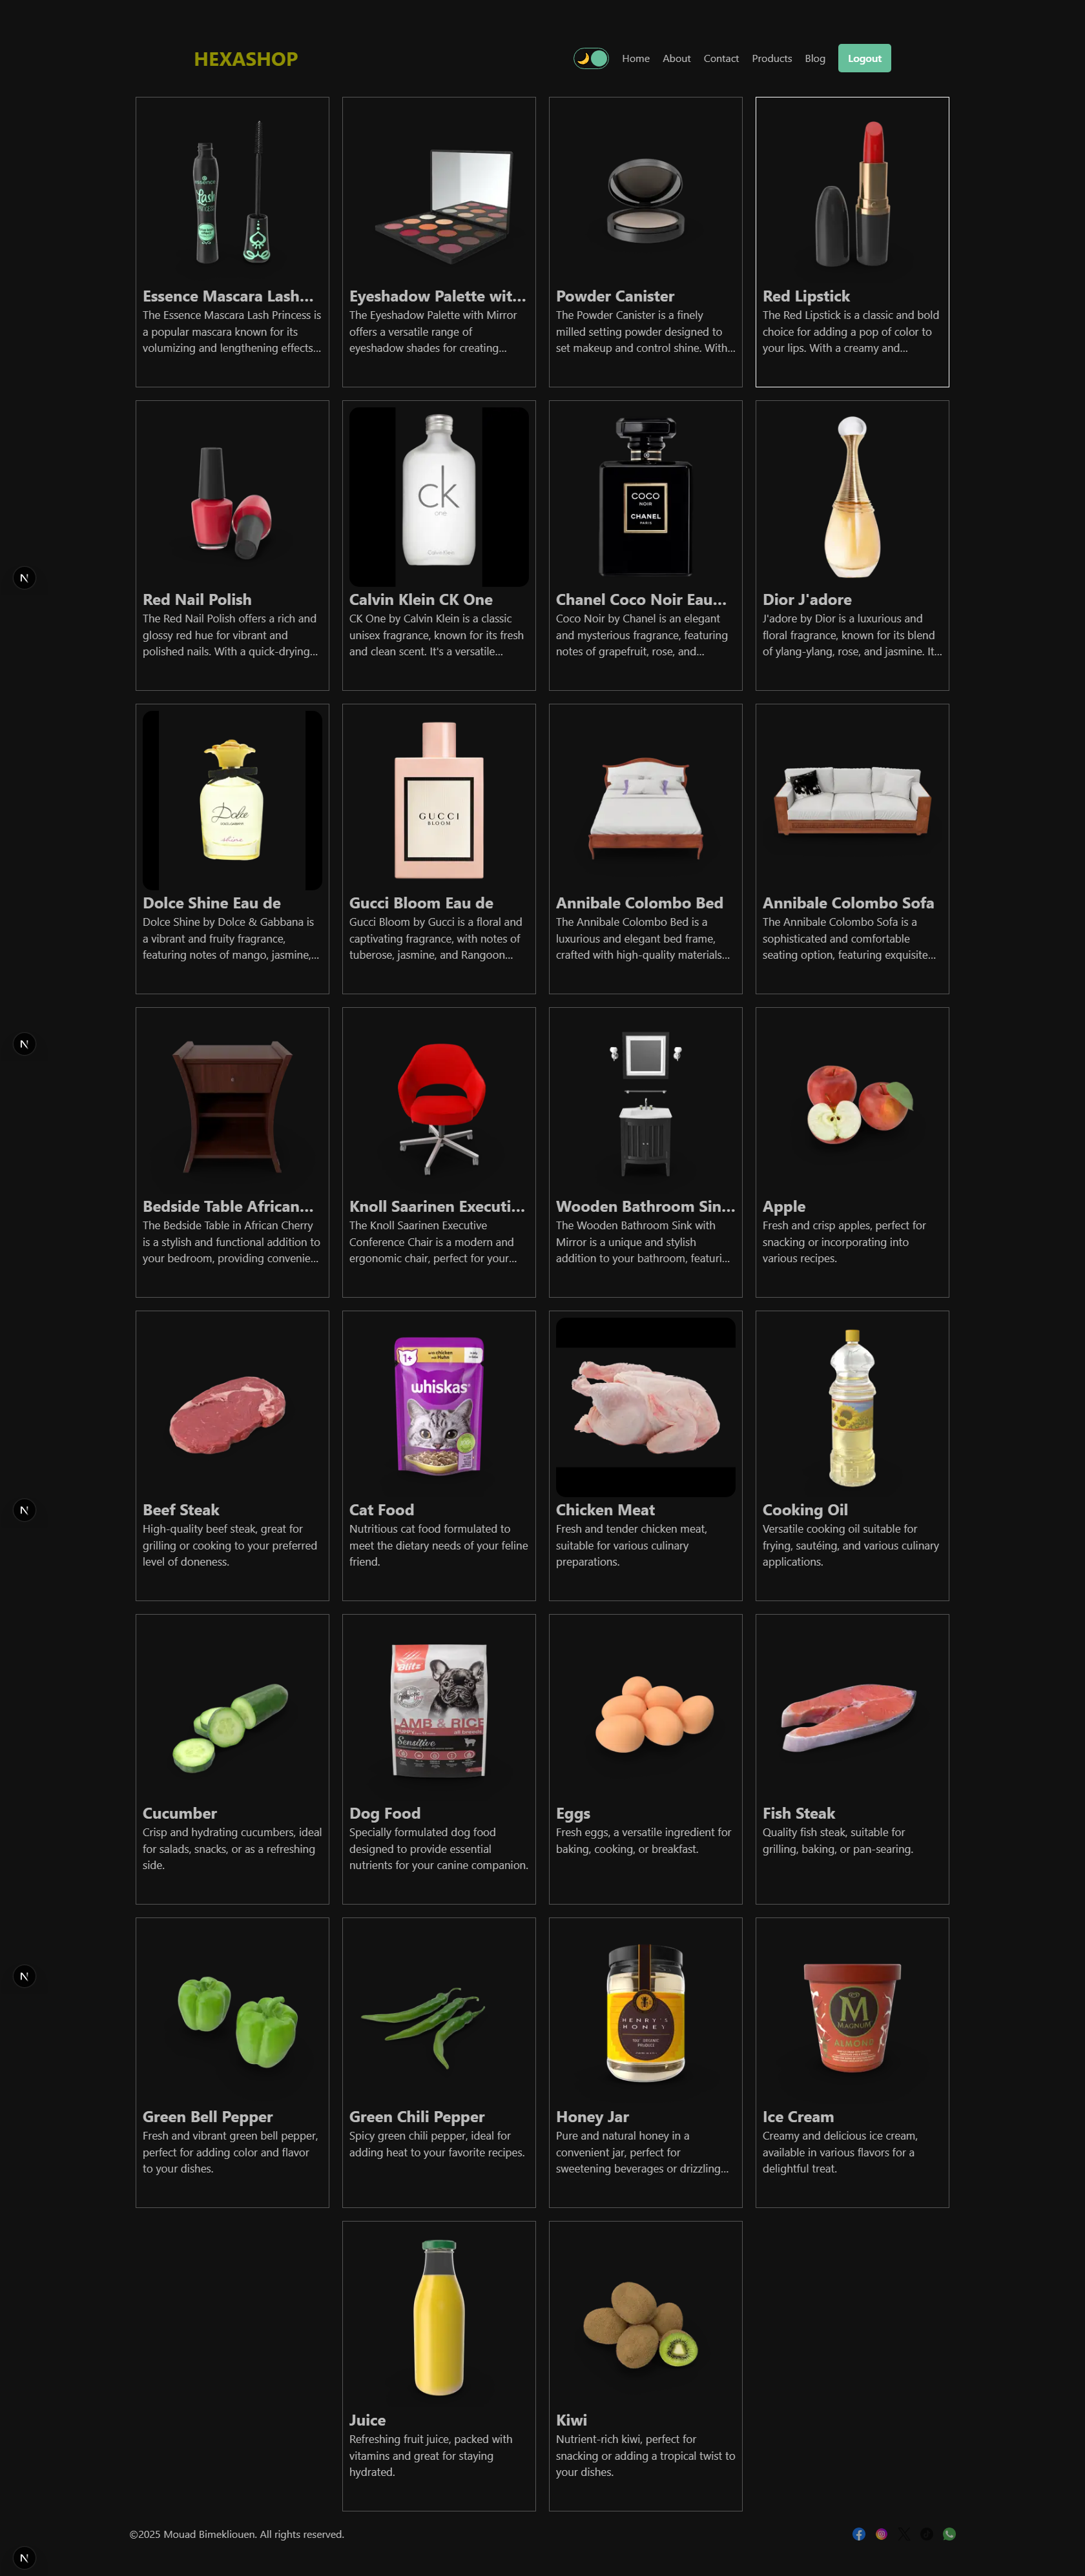 HEXASHOP
Home About Contact Products Blog Logout
essence
Lash
Essence Mascara Lash...
The Essence Mascara Lash Princess is
a popular mascara known for its
volumizing and lengthening effects...
Eyeshadow Palette wit...
The Eyeshadow Palette with Mirror
offers a versatile range of
eyeshadow shades for creating...
Powder Canister
The Powder Canister is a finely
milled setting powder designed to
set makeup and control shine. With...
Red Lipstick
The Red Lipstick is a classic and bold
choice for adding a pop of color to
your lips. With a creamy and...
Red Nail Polish
The Red Nail Polish offers a rich and
glossy red hue for vibrant and
polished nails. With a quick-drying...
ck
one
Calvin Klein
Calvin Klein CK One
CK One by Calvin Klein is a classic
unisex fragrance, known for its fresh
and clean scent. It's a versatile...
COCO
NOIR
CHANEL
PARIS
Chanel Coco Noir Eau...
Coco Noir by Chanel is an elegant
and mysterious fragrance, featuring
notes of grapefruit, rose, and...
Dior J'adore
J'adore by Dior is a luxurious and
floral fragrance, known for its blend
of ylang-ylang, rose, and jasmine. It...
Dolce
shine
Dolce Shine Eau de
Dolce Shine by Dolce & Gabbana is
a vibrant and fruity fragrance,
featuring notes of mango, jasmine,...
GUCCI
BLOOM
Gucci Bloom Eau de
Gucci Bloom by Gucci is a floral and
captivating fragrance, with notes of
tuberose, jasmine, and Rangoon...
Annibale Colombo Bed
The Annibale Colombo Bed is a
luxurious and elegant bed frame,
crafted with high-quality materials...
Annibale Colombo Sofa
The Annibale Colombo Sofa is a
sophisticated and comfortable
seating option, featuring exquisite...
Bedside Table African...
The Bedside Table in African Cherry
is a stylish and functional addition to
your bedroom, providing convenie...
Knoll Saarinen Executi...
The Knoll Saarinen Executive
Conference Chair is a modern and
ergonomic chair, perfect for your...
Wooden Bathroom Sin...
The Wooden Bathroom Sink with
Mirror is a unique and stylish
addition to your bathroom, featuri...
Apple
Fresh and crisp apples, perfect for
snacking or incorporating into
various recipes.
Beef Steak
High-quality beef steak, great for
grilling or cooking to your preferred
level of doneness.
1+
whiskas
Cat Food
Nutritious cat food formulated to
meet the dietary needs of your feline
friend.
Chicken Meat
Fresh and tender chicken meat,
suitable for various culinary
preparations.
Cooking Oil
Versatile cooking oil suitable for
frying, sautéing, and various culinary
applications.
Cucumber
Crisp and hydrating cucumbers, ideal
for salads, snacks, or as a refreshing
side.
Blitz
LAMB & RICE
Sensitive
Dog Food
Specially formulated dog food
designed to provide essential
nutrients for your canine companion.
Eggs
Fresh eggs, a versatile ingredient for
baking, cooking, or breakfast.
Fish Steak
Quality fish steak, suitable for
grilling, baking, or pan-searing.
Green Bell Pepper
Fresh and vibrant green bell pepper,
perfect for adding color and flavor
to your dishes.
Green Chili Pepper
Spicy green chili pepper, ideal for
adding heat to your favorite recipes.
HENRY'S
HONEY
Honey Jar
Pure and natural honey in a
convenient jar, perfect for
sweetening beverages or drizzling...
M
MAGNUM
ALMOND
Ice Cream
Creamy and delicious ice cream,
available in various flavors for a
delightful treat.
Juice
Refreshing fruit juice, packed with
vitamins and great for staying
hydrated.
Kiwi
Nutrient-rich kiwi, perfect for
snacking or adding a tropical twist to
your dishes.
©2025 Mouad Bimekliouen. All rights reserved.